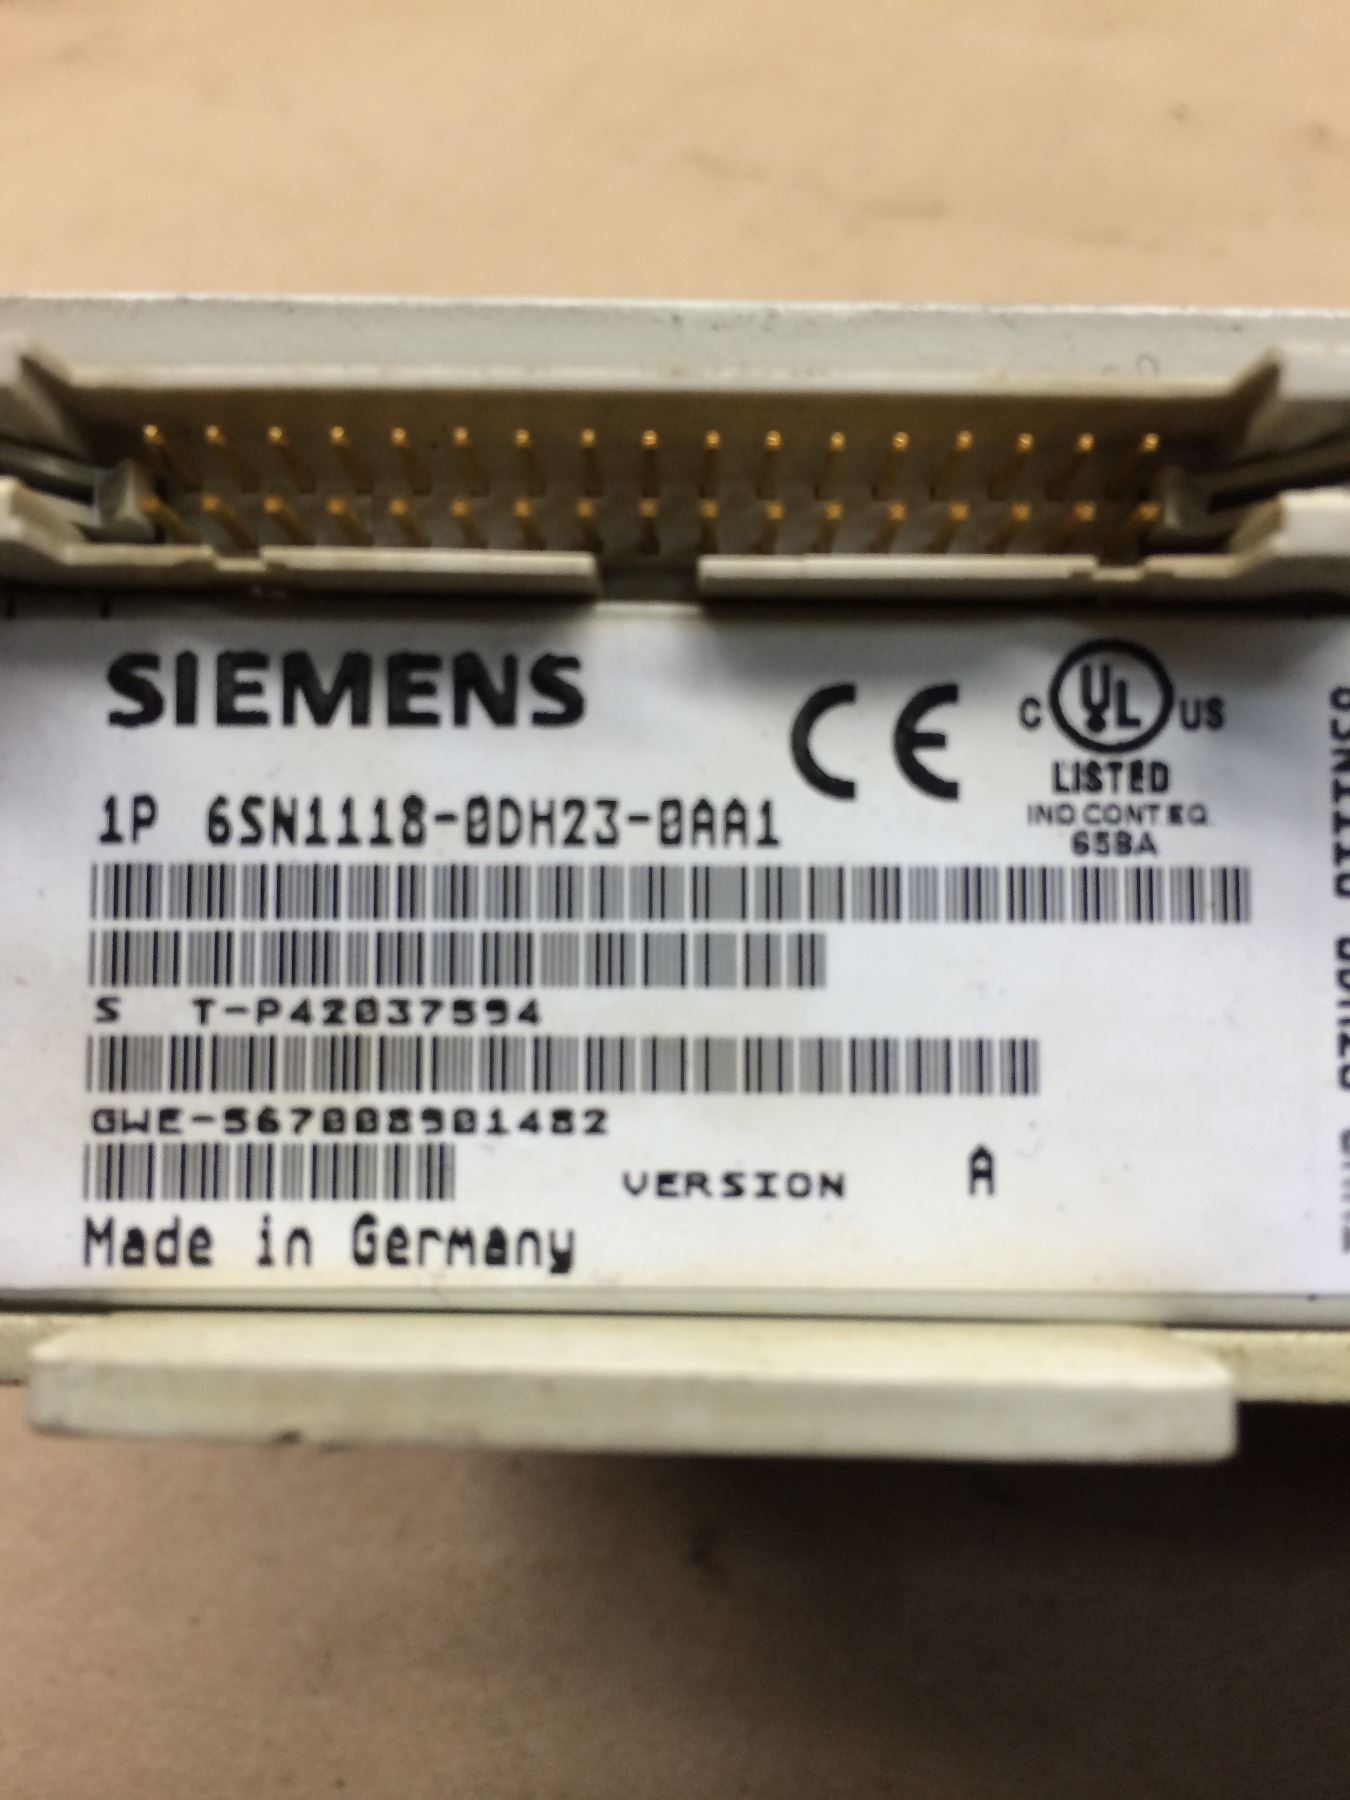 SIEMENS
C UL US
LISTED
IND.CONT.EQ.
65BA
1P 6SN1118-0DH23-0AA1
S T-P42037594
GWE-567008901482
VERSION A
Made in Germany